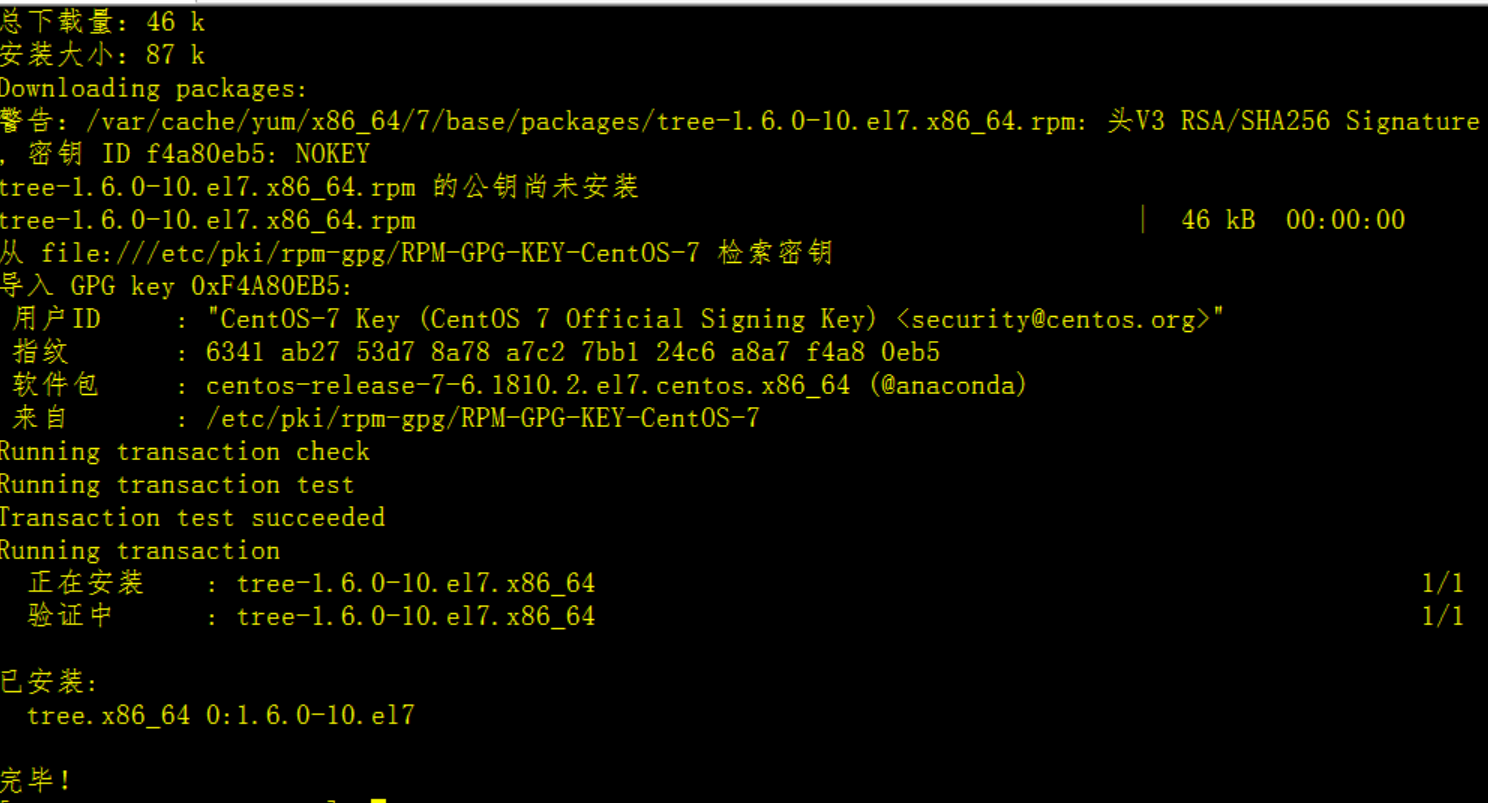 总下载量：46 k
安装大小：87 k
Downloading packages:
警告：/var/cache/yum/x86_64/7/base/packages/tree-1.6.0-10.el7.x86_64.rpm: 头V3 RSA/SHA256 Signature
, 密钥 ID f4a80eb5: NOKEY
tree-1.6.0-10.el7.x86_64.rpm 的公钥尚未安装
tree-1.6.0-10.el7.x86_64.rpm | 46 kB 00:00:00
从 file:///etc/pki/rpm-gpg/RPM-GPG-KEY-CentOS-7 检索密钥
导入 GPG key 0xF4A80EB5:
用户ID : "CentOS-7 Key (CentOS 7 Official Signing Key) <security@centos.org>"
指纹 : 6341 ab27 53d7 8a78 a7c2 7bb1 24c6 a8a7 f4a8 0eb5
软件包 : centos-release-7-6.1810.2.el7.centos.x86_64 (@anaconda)
来自 : /etc/pki/rpm-gpg/RPM-GPG-KEY-CentOS-7
Running transaction check
Running transaction test
Transaction test succeeded
Running transaction
正在安装 : tree-1.6.0-10.el7.x86_64 1/1
验证中 : tree-1.6.0-10.el7.x86_64 1/1
已安装:
tree.x86_64 0:1.6.0-10.el7
完毕！